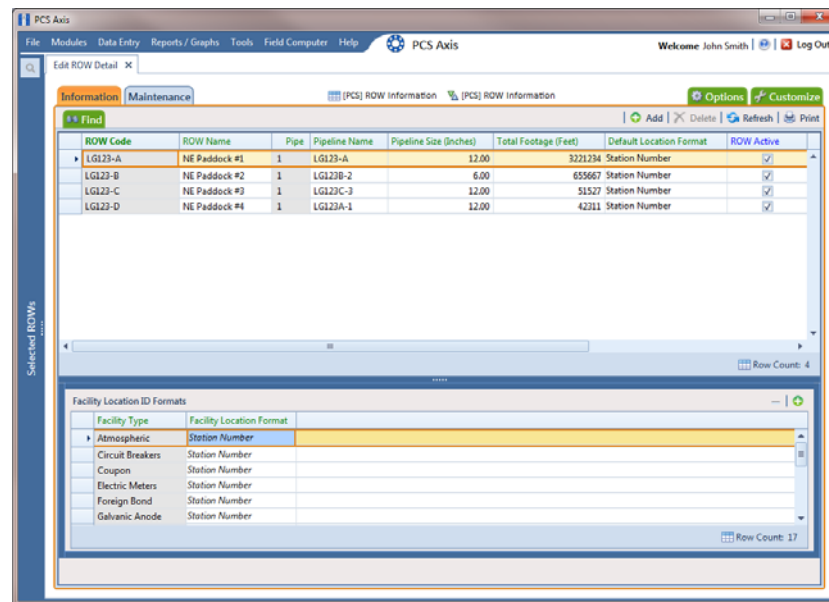 PCS Axis
File Modules Data Entry Reports / Graphs Tools Field Computer Help PCS Axis Welcome John Smith Log Out
Edit ROW Detail
Information Maintenance [PCS] ROW Information [PCS] ROW Information Options Customize
Find Add Delete Refresh Print
ROW Code ROW Name Pipe Pipeline Name Pipeline Size (Inches) Total Footage (Feet) Default Location Format ROW Active
LG123-A NE Paddock #1 1 LG123-A 12.00 3221234 Station Number
LG123-B NE Paddock #2 1 LG123B-2 6.00 655667 Station Number
LG123-C NE Paddock #3 1 LG123C-3 12.00 51527 Station Number
LG123-D NE Paddock #4 1 LG123A-1 12.00 42311 Station Number
Selected ROWs
Row Count: 4
Facility Location ID Formats
Facility Type Facility Location Format
Atmospheric Station Number
Circuit Breakers Station Number
Coupon Station Number
Electric Meters Station Number
Foreign Bond Station Number
Galvanic Anode Station Number
Row Count: 17